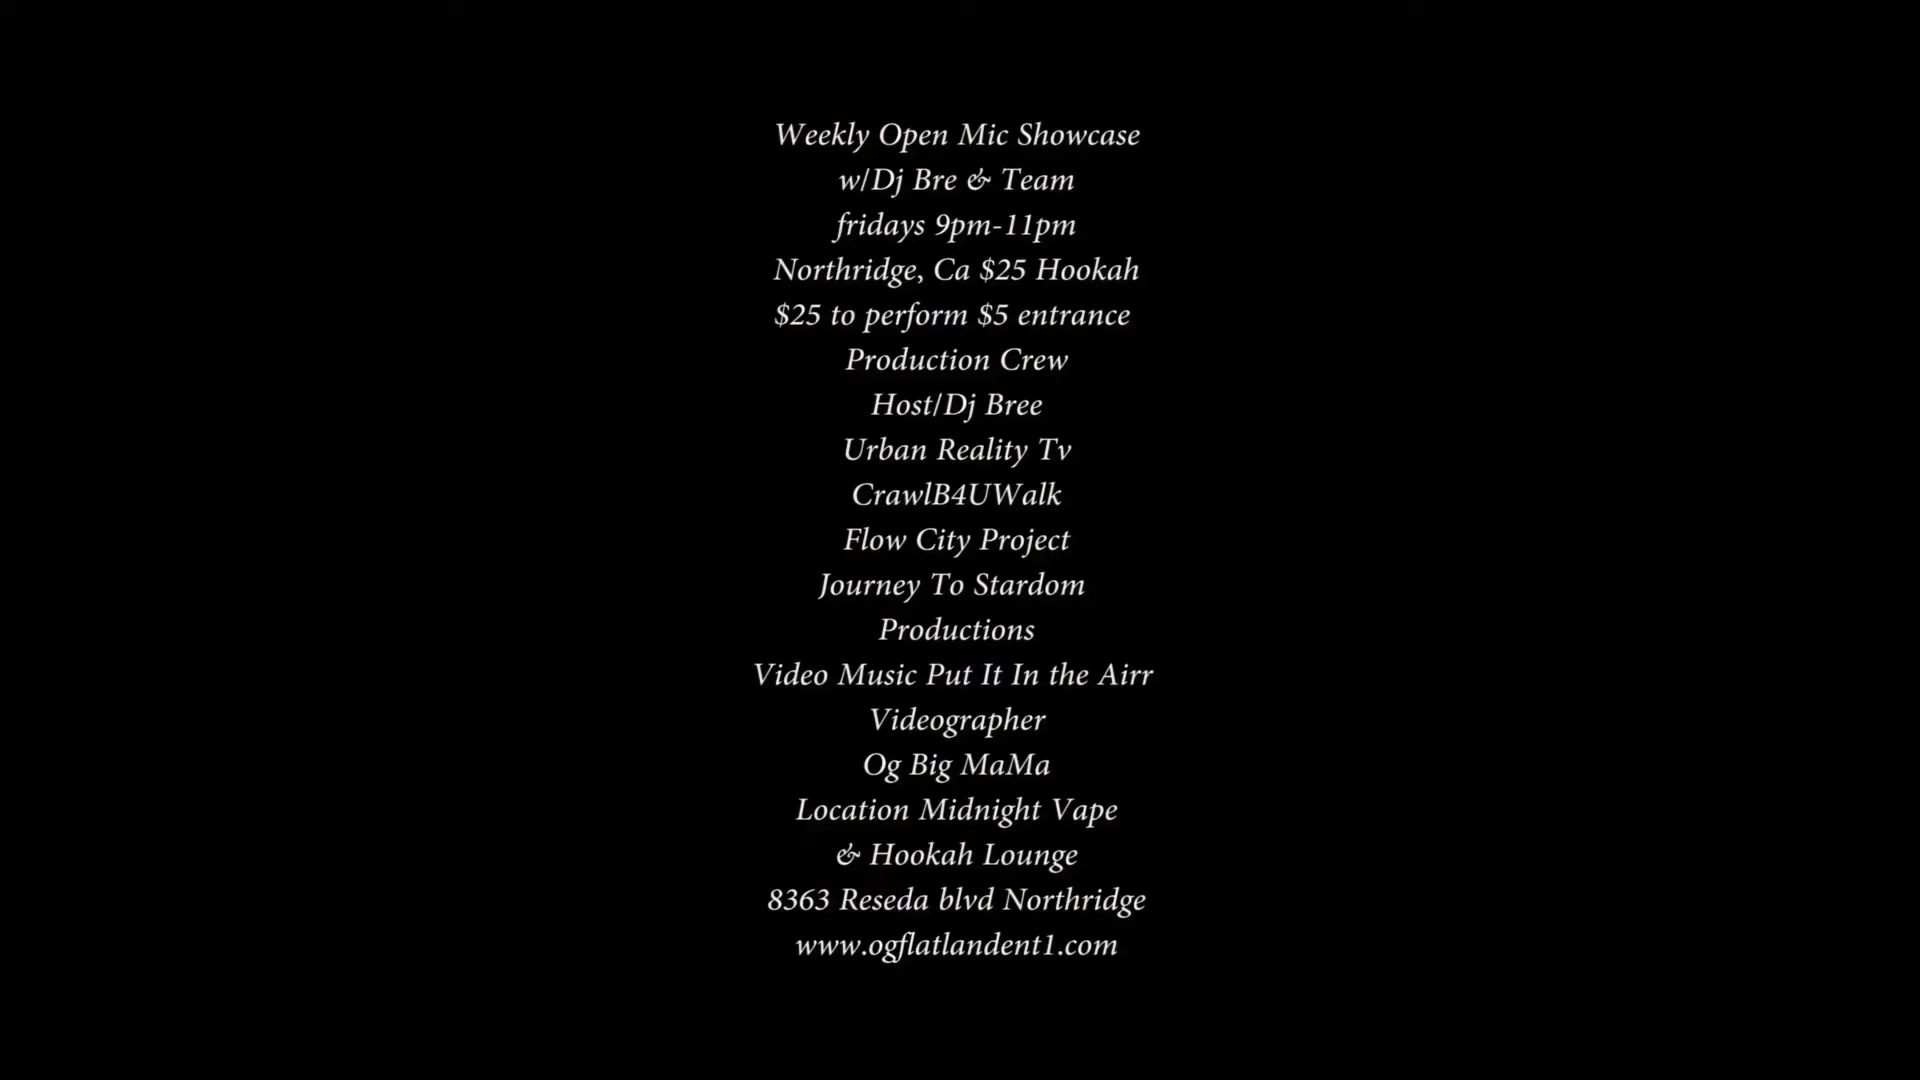 Weekly Open Mic Showcase
w/Dj Bre & Team
fridays 9pm-11pm
Northridge, Ca $25 Hookah
$25 to perform $5 entrance
Production Crew
Host/Dj Bree
Urban Reality Tv
CrawlB4UWalk
Flow City Project
Journey To Stardom
Productions
Video Music Put It In the Airr
Videographer
Og Big MaMa
Location Midnight Vape
& Hookah Lounge
8363 Reseda blvd Northridge
www.ogflatlandent1.com